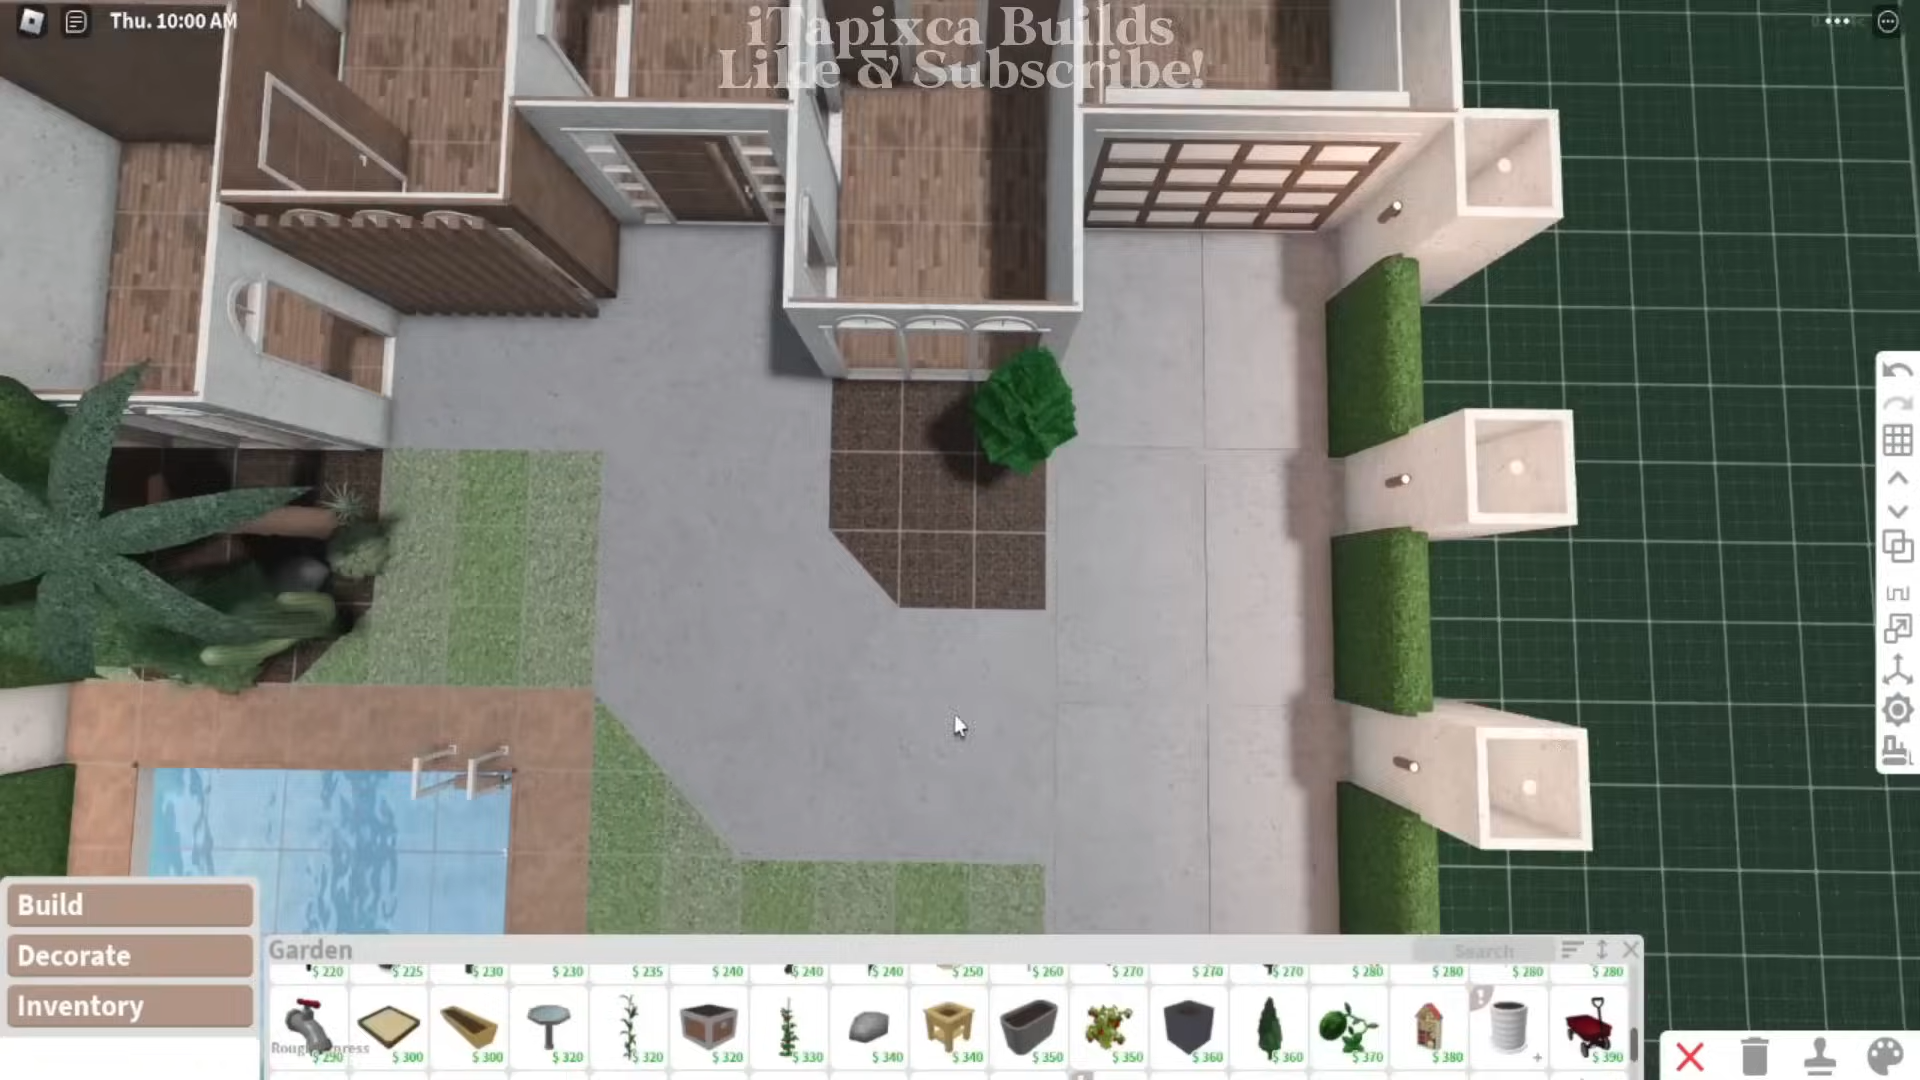 Thu. 10:00 AM
iTapixca Builds
Like & Subscribe!
Build
Decorate
Inventory
Garden
Search
$ 220 $ 225 $ 230 $ 230 $ 235 $ 240 $ 240 $ 240 $ 250 $ 260 $ 270 $ 270 $ 270 $ 280 $ 280 $ 280 $ 280
$ 290 $ 300 $ 300 $ 320 $ 320 $ 320 $ 330 $ 340 $ 340 $ 350 $ 350 $ 360 $ 360 $ 370 $ 380 $ 390